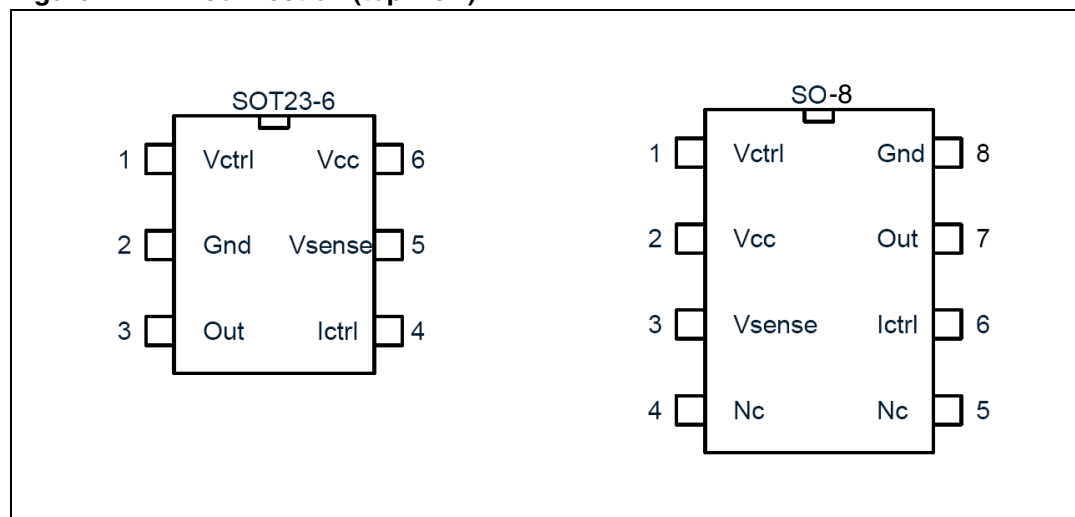 SOT23-6
1 Vctrl Vcc 6
2 Gnd Vsense 5
3 Out Ictrl 4
SO-8
1 Vctrl Gnd 8
2 Vcc Out 7
3 Vsense Ictrl 6
4 Nc Nc 5